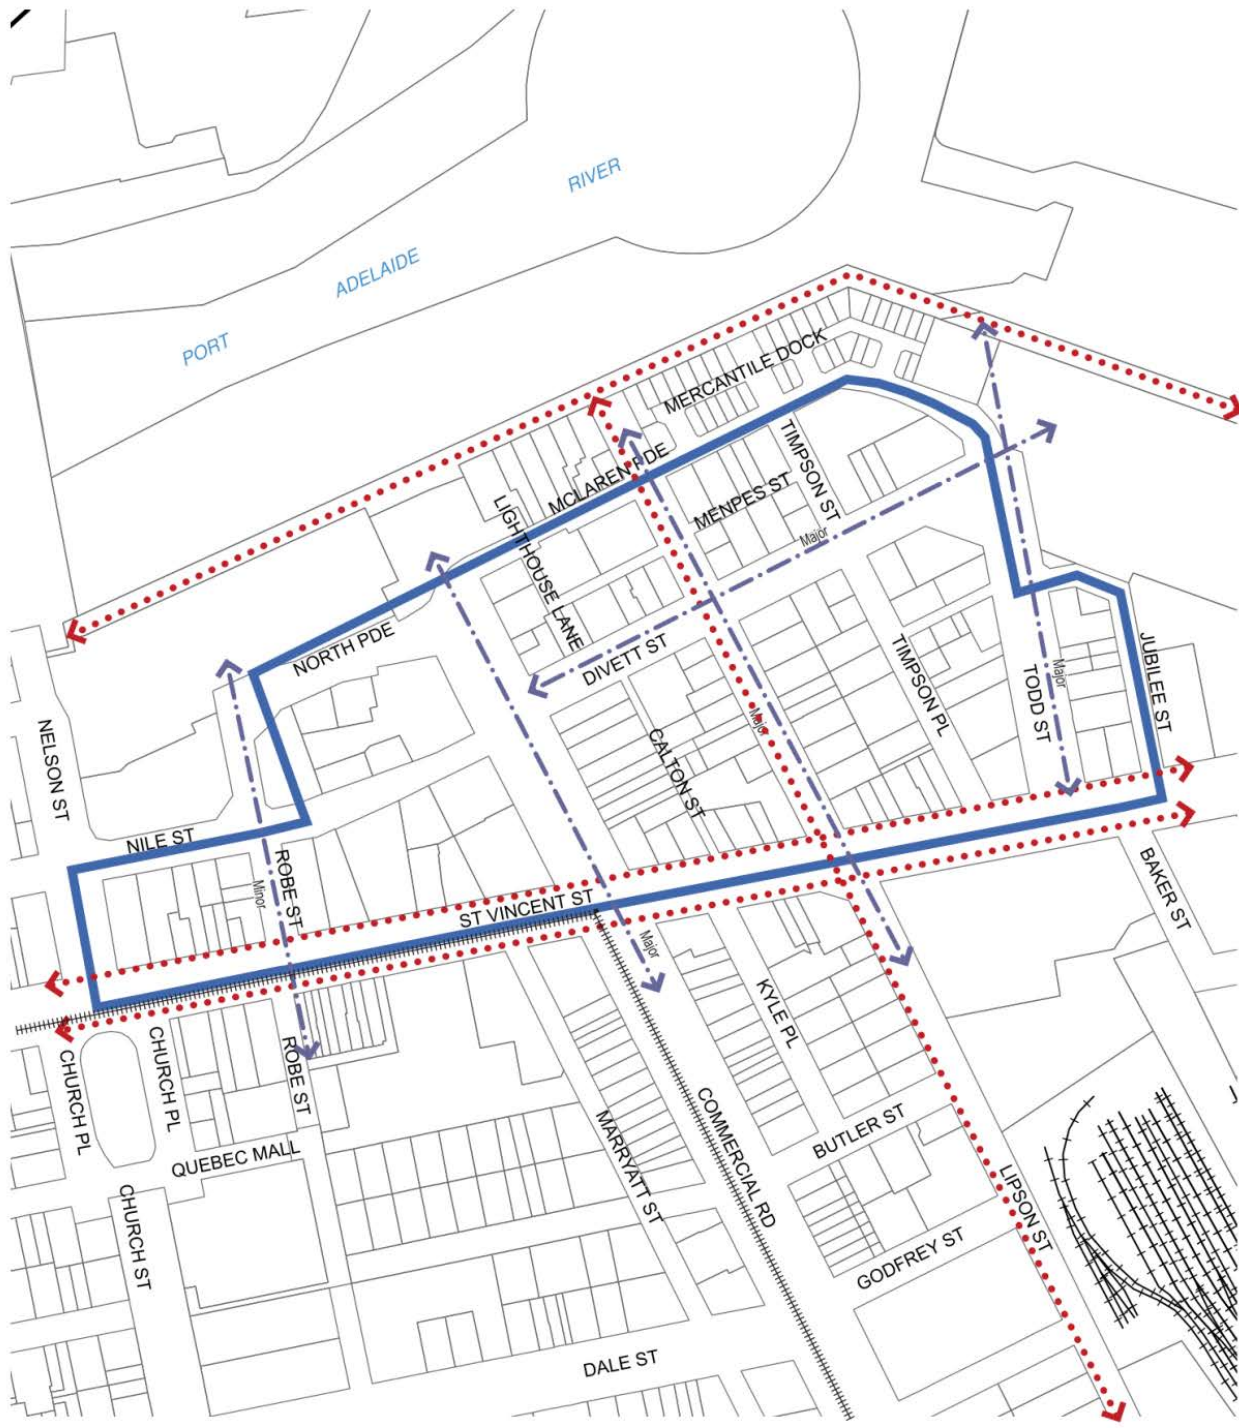 RIVER
ADELAIDE
PORT
MERCANTILE DOCK
MCLAREN PDE
TIMPSON ST
MENPES ST
LIGHTHOUSE LANE
Major
NORTH PDE
DIVETT ST
TIMPSON PL
TODD ST
Major
JUBILEE ST
NELSON ST
CALTON ST
Major
NILE ST
ROBE ST
Minor
ST VINCENT ST
Major
BAKER ST
KYLE PL
CHURCH PL
CHURCH PL
ROBE ST
QUEBEC MALL
MARRYATT ST
COMMERCIAL RD
BUTLER ST
LIPSON ST
CHURCH ST
GODFREY ST
DALE ST